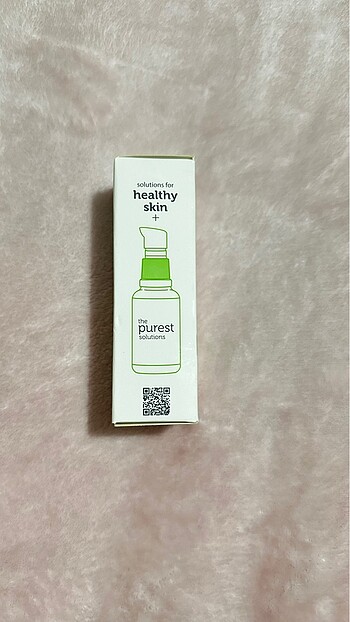 solutions for
healthy
skin
+
the
purest
solutions